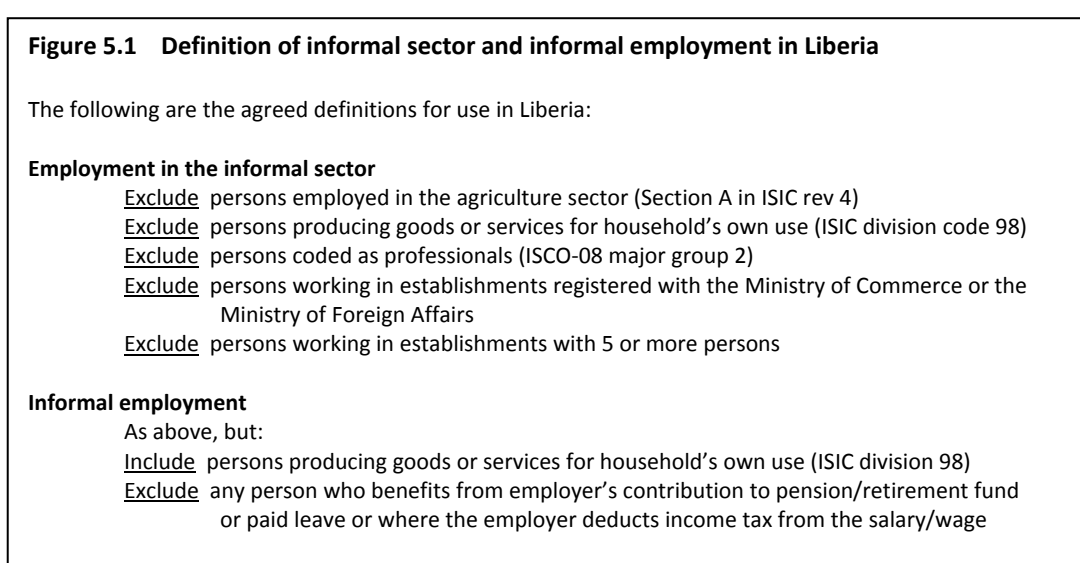 Figure 5.1 Definition of informal sector and informal employment in Liberia
The following are the agreed definitions for use in Liberia:
Employment in the informal sector
Exclude persons employed in the agriculture sector (Section A in ISIC rev 4)
Exclude persons producing goods or services for household’s own use (ISIC division code 98)
Exclude persons coded as professionals (ISCO-08 major group 2)
Exclude persons working in establishments registered with the Ministry of Commerce or the
Ministry of Foreign Affairs
Exclude persons working in establishments with 5 or more persons
Informal employment
As above, but:
Include persons producing goods or services for household’s own use (ISIC division 98)
Exclude any person who benefits from employer’s contribution to pension/retirement fund
or paid leave or where the employer deducts income tax from the salary/wage